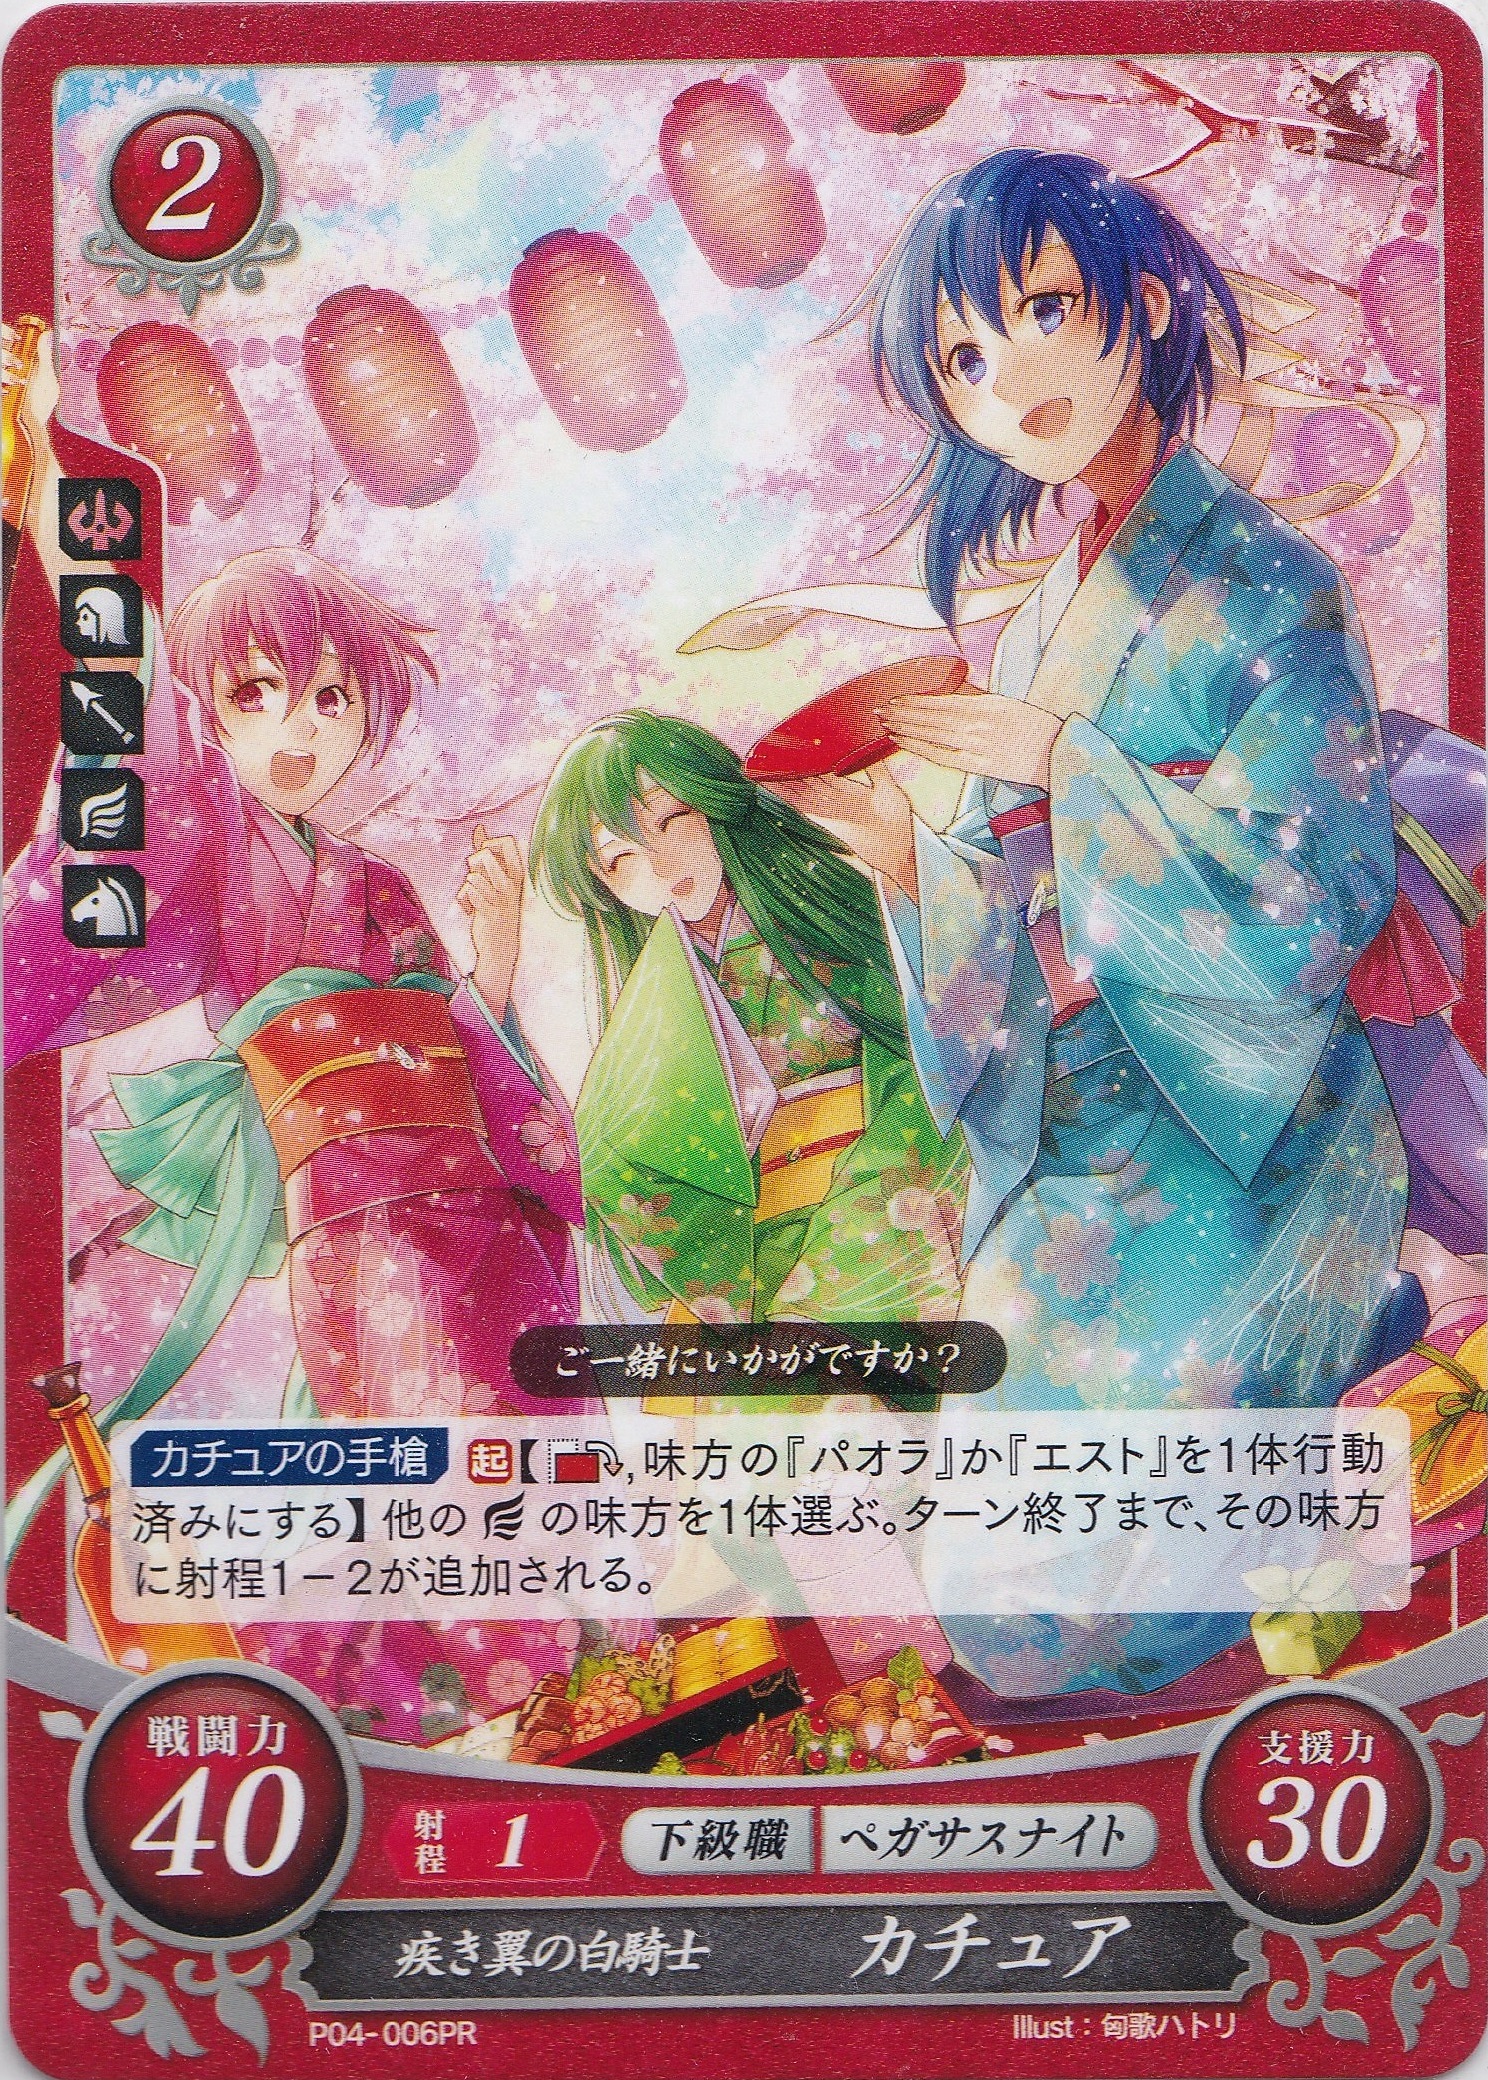 2
ご一緒にいかがですか？
カチュアの手槍 起【 ,味方の『パオラ』か『エスト』を1体行動
済みにする】他の の味方を1体選ぶ。ターン終了まで、その味方
に射程1－2が追加される。
戦闘力
40
射程 1
下級職 ペガサスナイト
支援力
30
疾き翼の白騎士 カチュア
P04-006PR
Illust：匈歌ハトリ